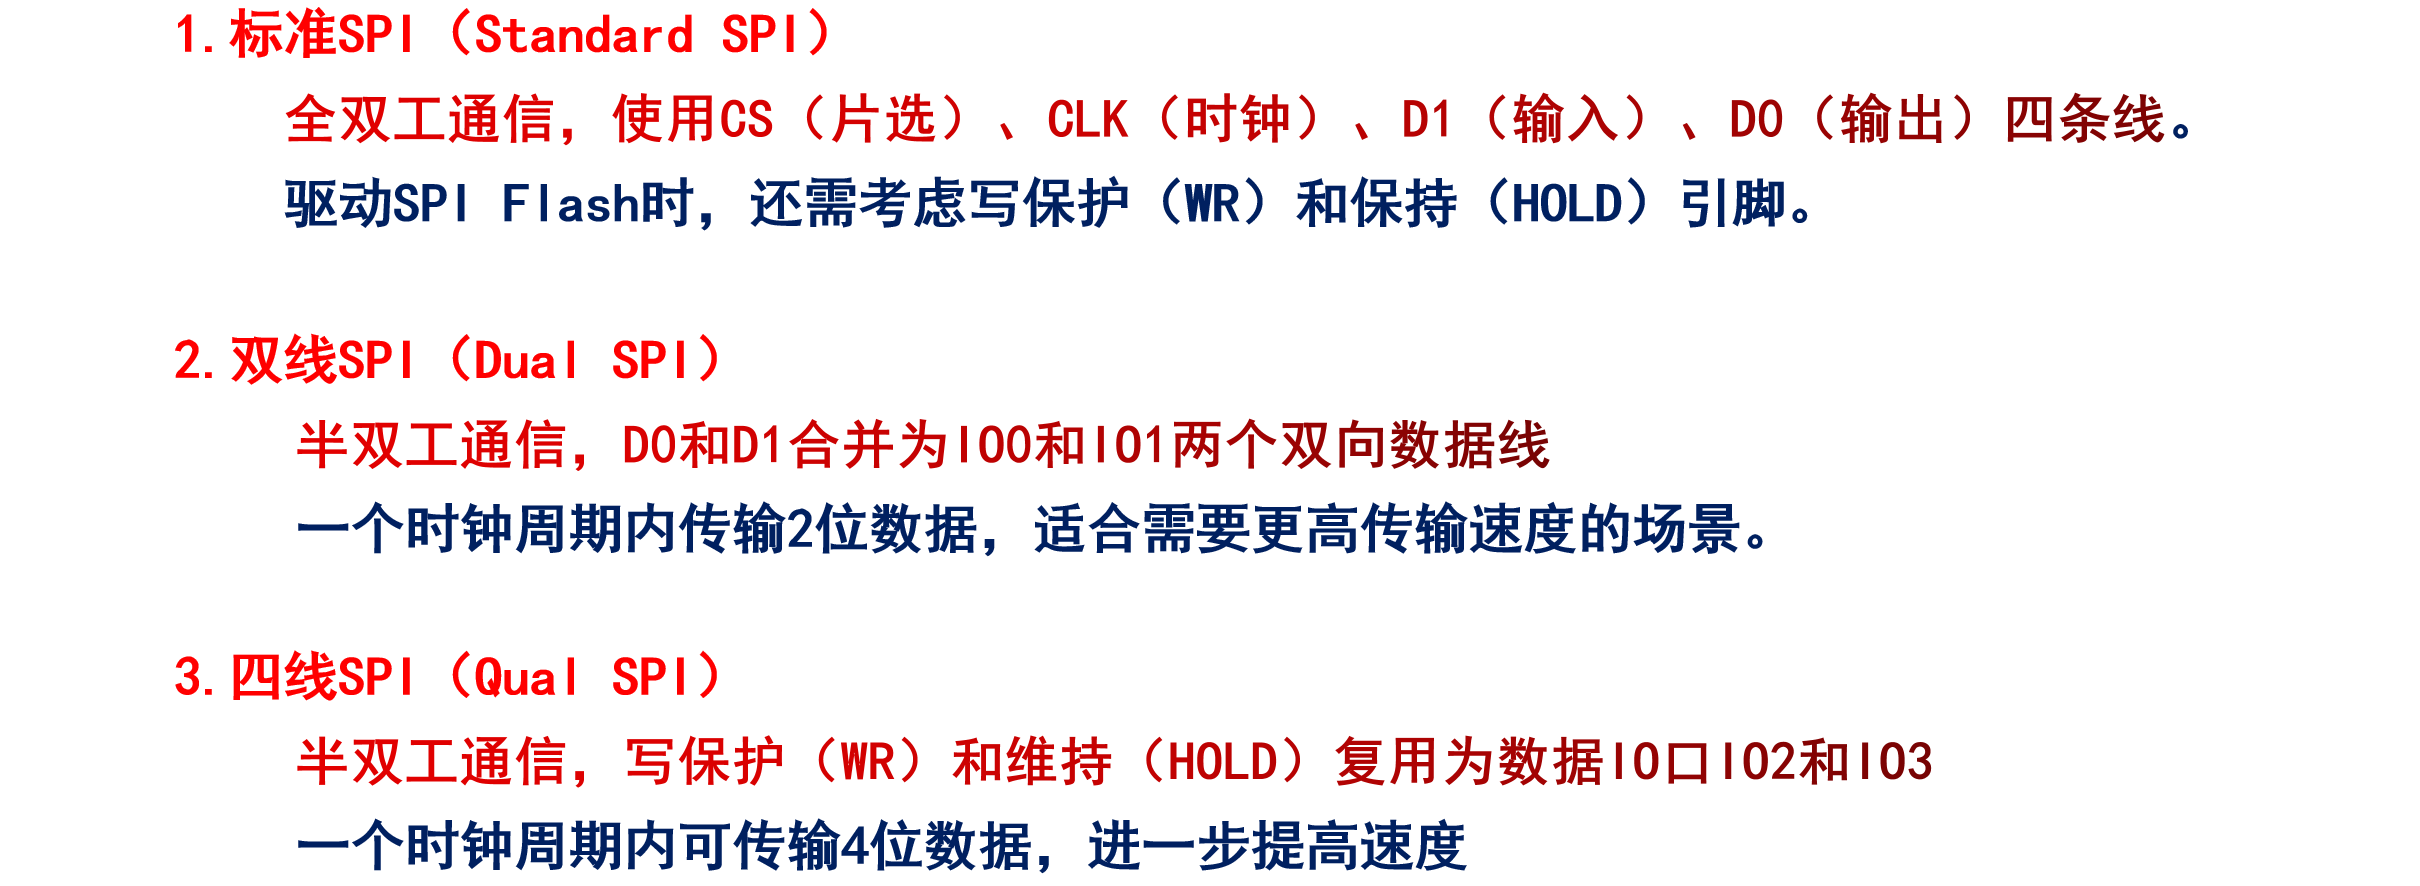 1.标准SPI（Standard SPI）
全双工通信，使用CS（片选）、CLK（时钟）、D1（输入）、D0（输出）四条线。
驱动SPI Flash时，还需考虑写保护（WR）和保持（HOLD）引脚。
2.双线SPI（Dual SPI）
半双工通信，D0和D1合并为IO0和IO1两个双向数据线
一个时钟周期内传输2位数据，适合需要更高传输速度的场景。
3.四线SPI（Qual SPI）
半双工通信，写保护（WR）和维持（HOLD）复用为数据IO口IO2和IO3
一个时钟周期内可传输4位数据，进一步提高速度